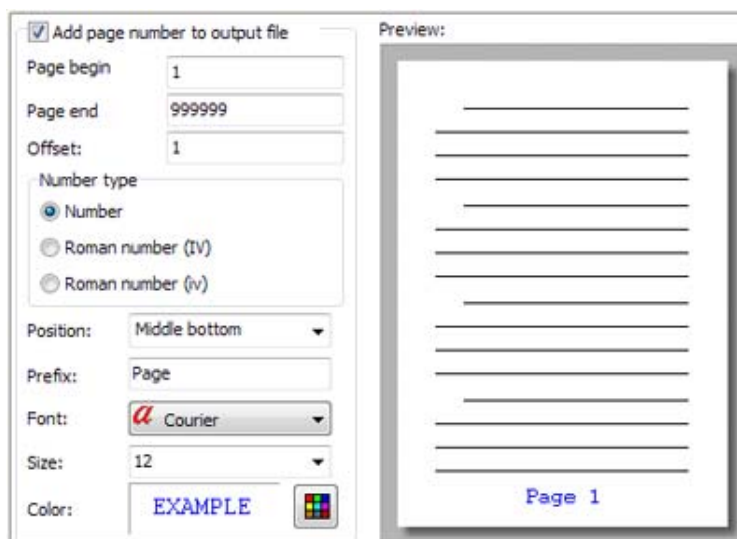 Add page number to output file
Page begin 1
Page end 999999
Offset: 1
Number type
Number
Roman number (IV)
Roman number (iv)
Position: Middle bottom
Prefix: Page
Font: a Courier
Size: 12
Color: EXAMPLE
Preview:
Page 1